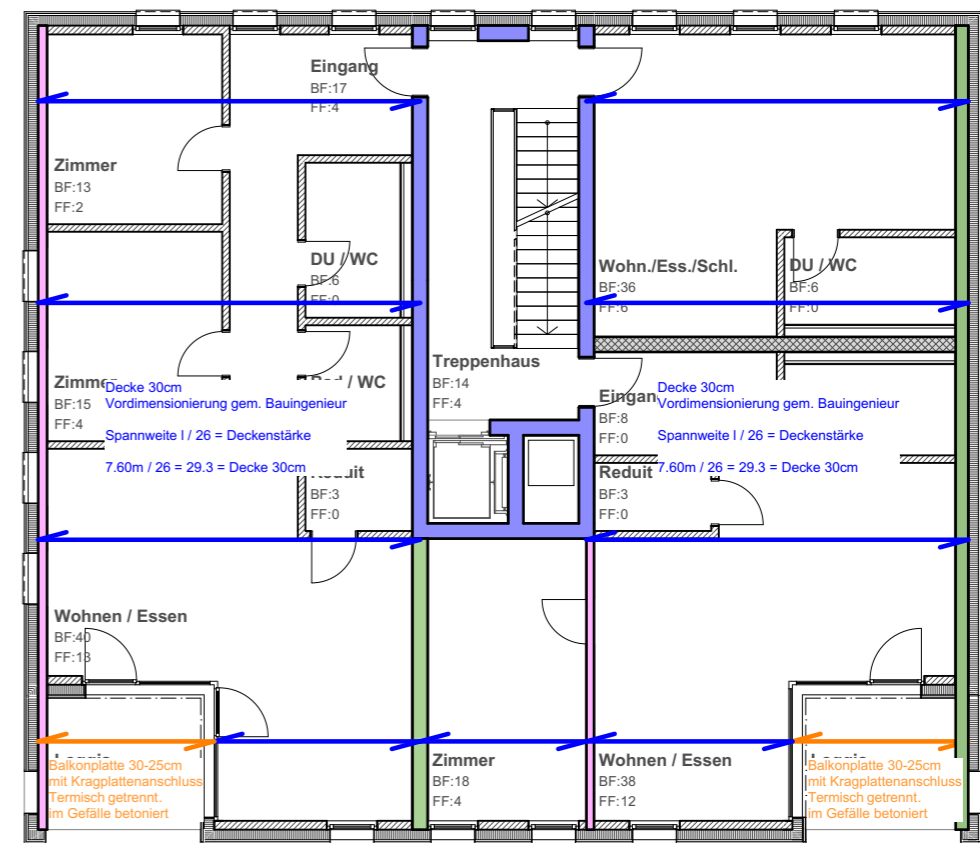 Eingang
BF:17
FF:4
Zimmer
BF:13
FF:2
DU / WC
BF:6
FF:0
Wohn./Ess./Schl.
BF:36
FF:6
DU / WC
BF:6
FF:0
Treppenhaus
BF:14
FF:4
Zimmer
BF:15
FF:4
Bad / WC
Decke 30cm
Vordimensionierung gem. Bauingenieur
Spannweite l / 26 = Deckenstärke
7.60m / 26 = 29.3 = Decke 30cm
Eingang
BF:8
FF:0
Decke 30cm
Vordimensionierung gem. Bauingenieur
Spannweite l / 26 = Deckenstärke
7.60m / 26 = 29.3 = Decke 30cm
Reduit
BF:3
FF:0
Reduit
BF:3
FF:0
Wohnen / Essen
BF:40
FF:13
Loggia
Balkonplatte 30-25cm
mit Kragplattenanschluss
Termisch getrennt.
im Gefälle betoniert
Zimmer
BF:18
FF:4
Wohnen / Essen
BF:38
FF:12
Loggia
Balkonplatte 30-25cm
mit Kragplattenanschluss
Termisch getrennt.
im Gefälle betoniert